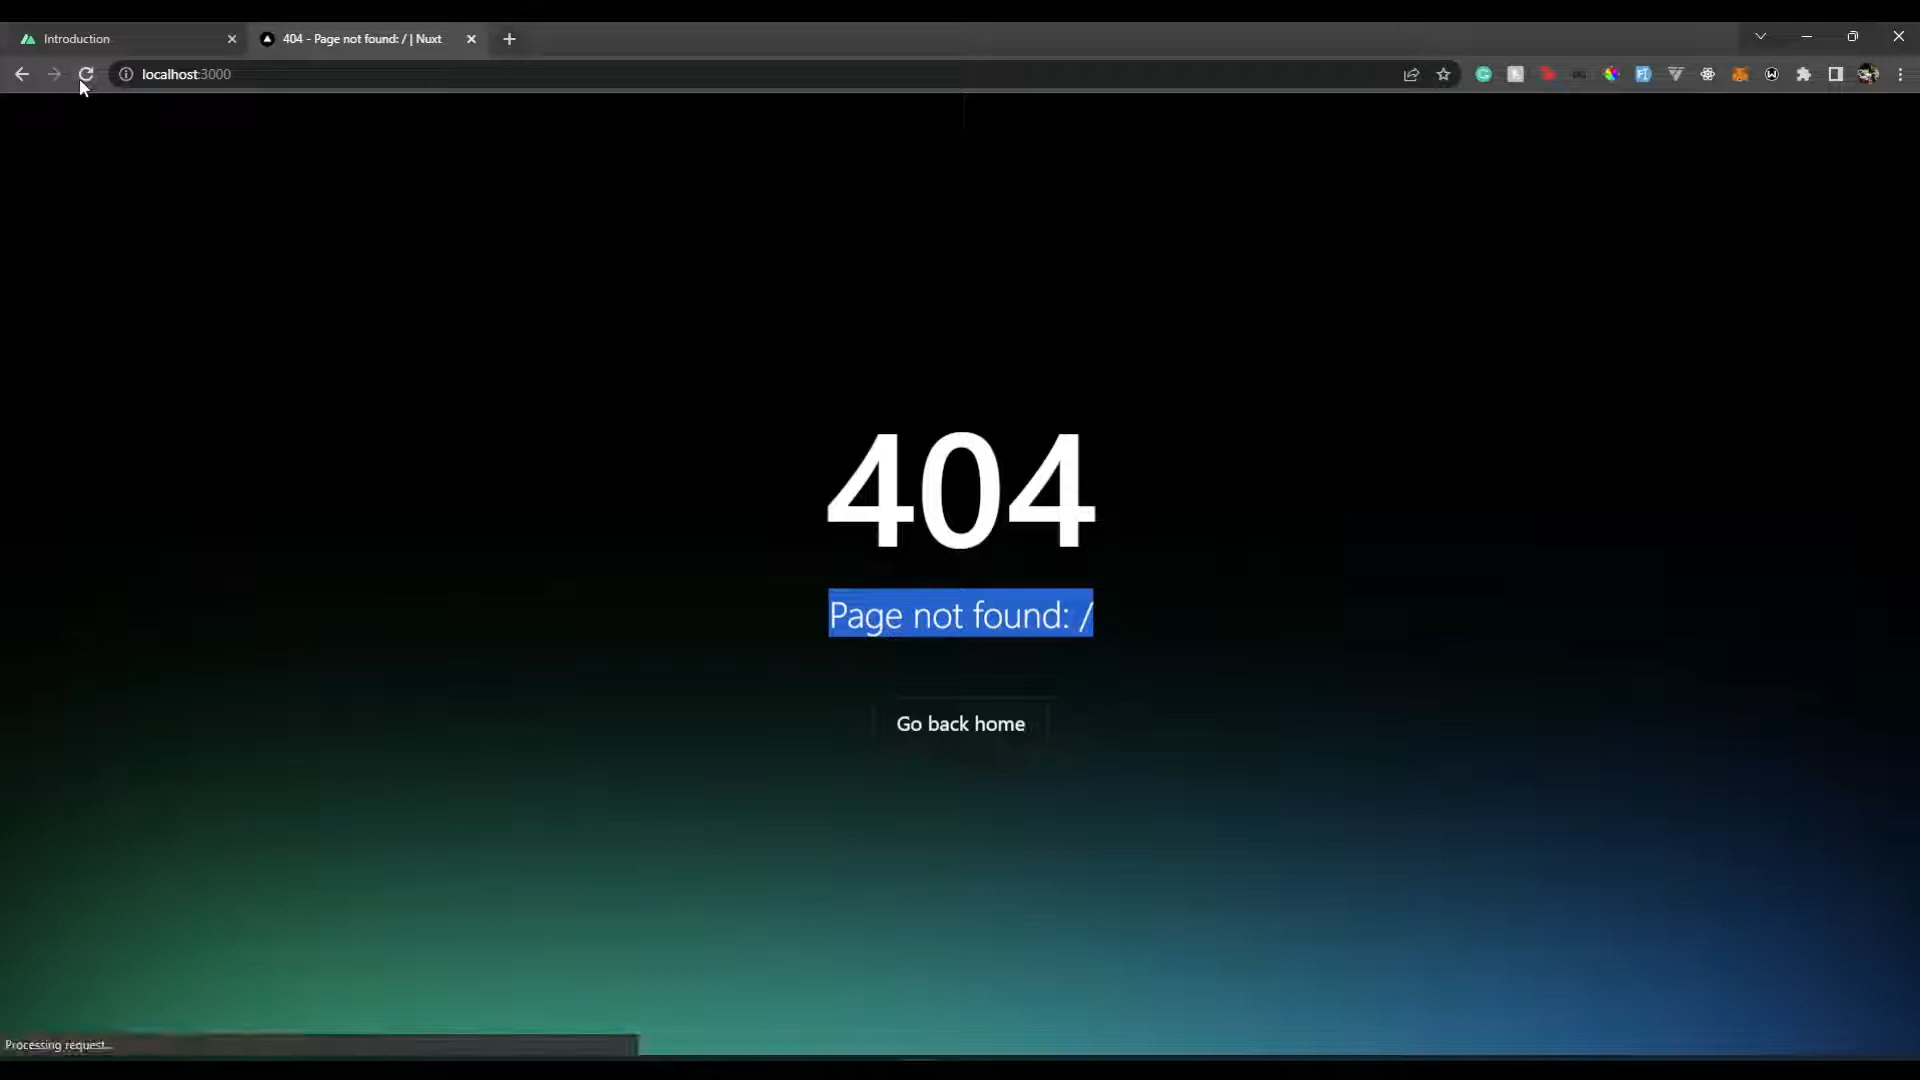 Introduction
404 - Page not found: / | Nuxt
localhost:3000
404
Page not found: /
Go back home
Processing request...